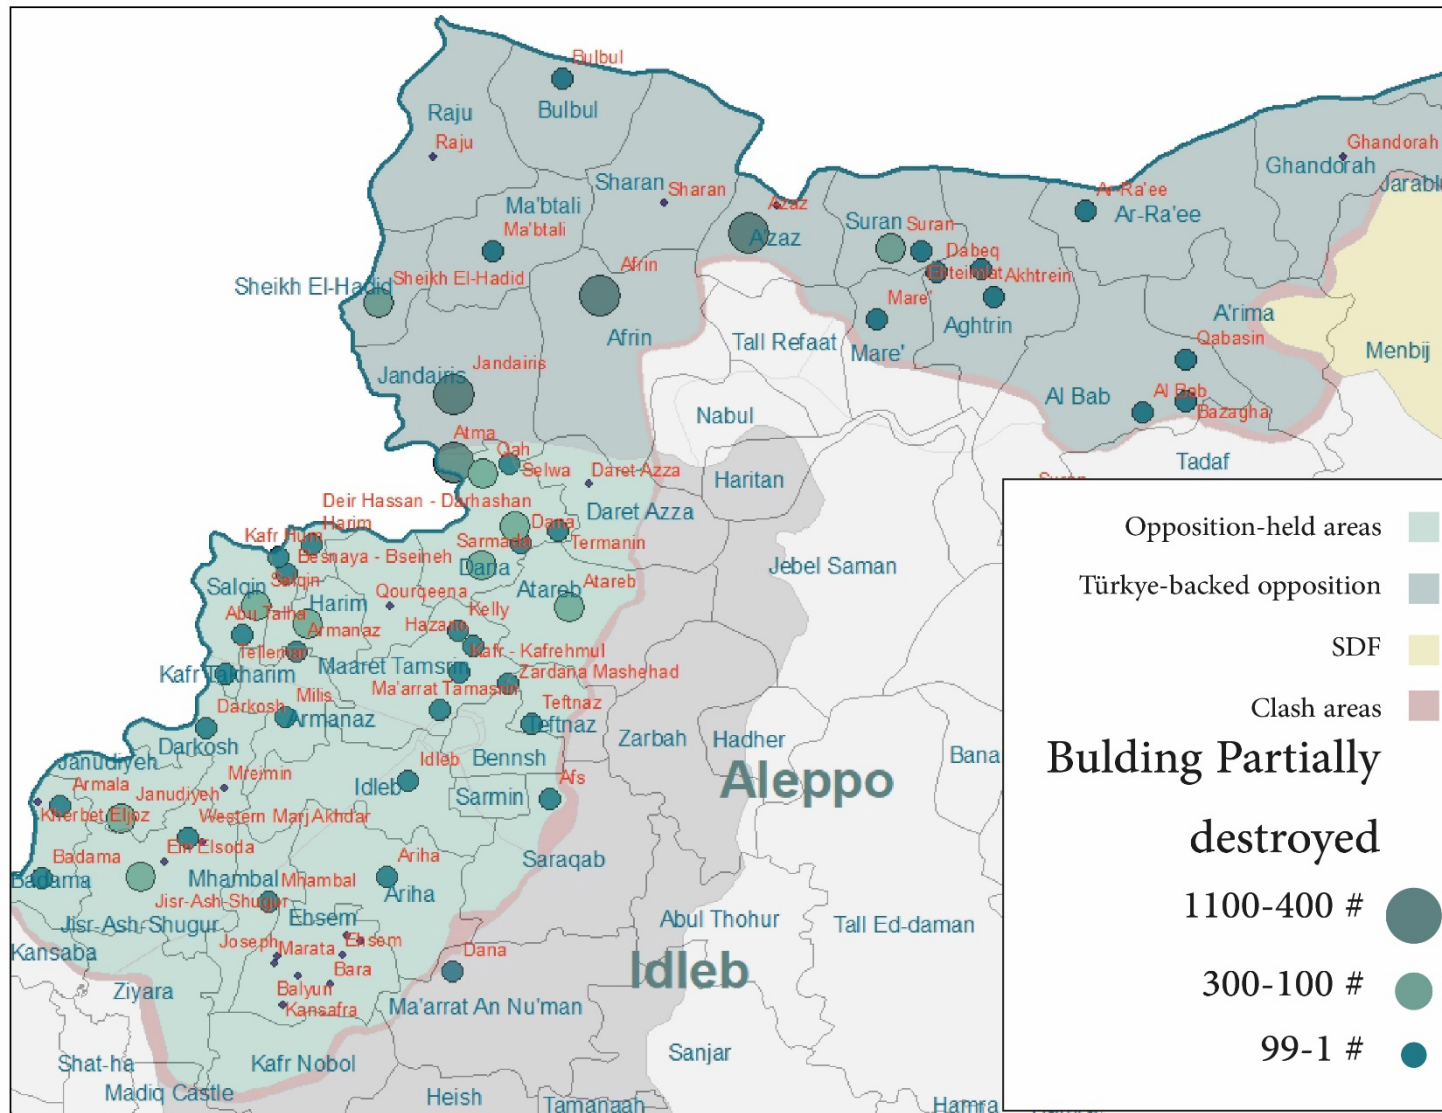 Bulbul
Bulbul
Raju
Raju
Ghandorah
Ghandorah
Jarablu
Sharan
Sharan
Ma'btali
Ma'btali
Azaz
A'zaz
Ar-Ra'ee
Ar-Ra'ee
Suran
Suran
Dabeq
Ehteimlat
Akhtrein
Afrin
Afrin
Sheikh El-Hadid
Sheikh El-Hadid
Mare'
Mare'
Aghtrin
A'rima
Qabasin
Menbij
Tall Refaat
Jandairis
Jandairis
Al Bab
Al Bab
Bazagha
Nabul
Tadaf
Atma
Qah
Selwa
Daret Azza
Daret Azza
Haritan
Suran
Deir Hassan - Darhashan
Harim
Kafr Hum
Besnaya - Bseineh
Dana
Sarmada
Termanin
Dana
Jebel Saman
Salqin
Salqin
Harim
Qourqeena
Atareb
Atareb
Abu Talha
Armanaz
Kelly
Hazano
Tellemar
Kafr - Kafrehmul
Kafr Takharim
Maaret Tamsrin
Zardana Mashehad
Ma'arrat Tamasrin
Milis
Armanaz
Darkosh
Darkosh
Teftnaz
Teftnaz
Zarbah
Hadher
Bana
Janudiyeh
Bennsh
Armala
Janudiyeh
Mreimin
Idleb
Idleb
Afs
Sarmin
Aleppo
Kherbet Eljoz
Western Marj Akhdar
Ein Elsoda
Badama
Badama
Mhambal
Mhambal
Ariha
Ariha
Saraqab
Jisr-Ash-Shugur
Jisr-Ash-Shugur
Ehsem
Ehsem
Abul Thohur
Tall Ed-daman
Kansaba
Joseph
Marata
Bara
Dana
Idleb
Ziyara
Balyun
Kansafra
Ma'arrat An Nu'man
Shat-ha
Kafr Nobol
Sanjar
Madiq Castle
Heish
Tamanaah
Hamra
Opposition-held areas
Türkye-backed opposition
SDF
Clash areas
Bulding Partially
destroyed
1100-400 #
300-100 #
99-1 #